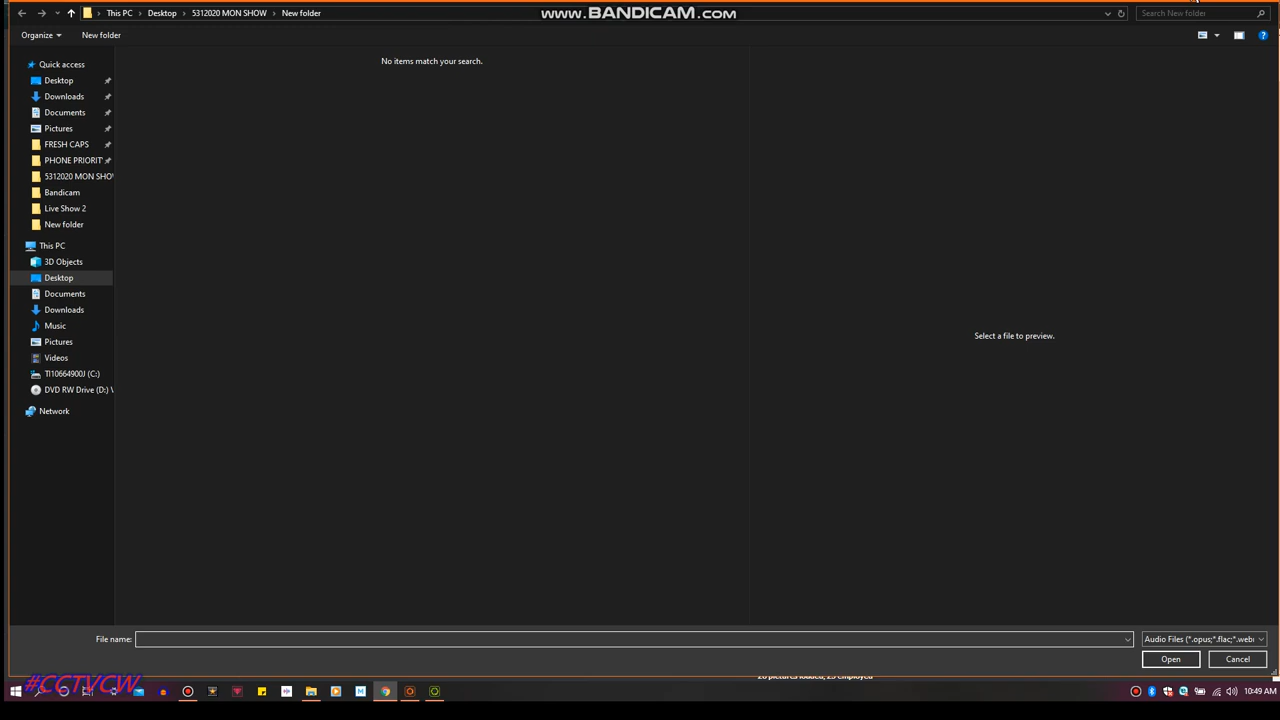 This PC > Desktop > 5312020 MON SHOW > New folder
www.BANDICAM.com
Search New folder
Organize
New folder
No items match your search.
Quick access
Desktop
Downloads
Documents
Pictures
FRESH CAPS
PHONE PRIORIT
5312020 MON SHO
Bandicam
Live Show 2
New folder
This PC
3D Objects
Desktop
Documents
Downloads
Music
Pictures
Videos
TI10664900J (C:)
DVD RW Drive (D:) \
Network
Select a file to preview.
File name:
Audio Files (*.opus;*.flac;*.web
Open
Cancel
#CCTVCW
10:49 AM